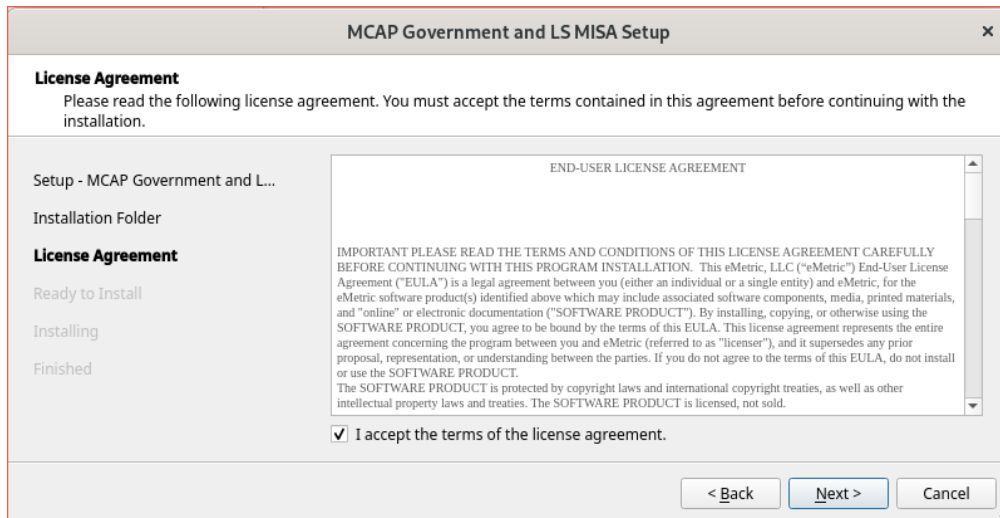 MCAP Government and LS MISA Setup
×
License Agreement
Please read the following license agreement. You must accept the terms contained in this agreement before continuing with the
installation.
Setup - MCAP Government and L...
Installation Folder
License Agreement
Ready to Install
Installing
Finished
END-USER LICENSE AGREEMENT
IMPORTANT PLEASE READ THE TERMS AND CONDITIONS OF THIS LICENSE AGREEMENT CAREFULLY
BEFORE CONTINUING WITH THIS PROGRAM INSTALLATION.  This eMetric, LLC (“eMetric”) End-User License
Agreement ("EULA") is a legal agreement between you (either an individual or a single entity) and eMetric, for the
eMetric software product(s) identified above which may include associated software components, media, printed materials,
and "online" or electronic documentation ("SOFTWARE PRODUCT"). By installing, copying, or otherwise using the
SOFTWARE PRODUCT, you agree to be bound by the terms of this EULA. This license agreement represents the entire
agreement concerning the program between you and eMetric (referred to as "licenser"), and it supersedes any prior
proposal, representation, or understanding between the parties. If you do not agree to the terms of this EULA, do not install
or use the SOFTWARE PRODUCT.
The SOFTWARE PRODUCT is protected by copyright laws and international copyright treaties, as well as other
intellectual property laws and treaties. The SOFTWARE PRODUCT is licensed, not sold.
I accept the terms of the license agreement.
< Back
Next >
Cancel